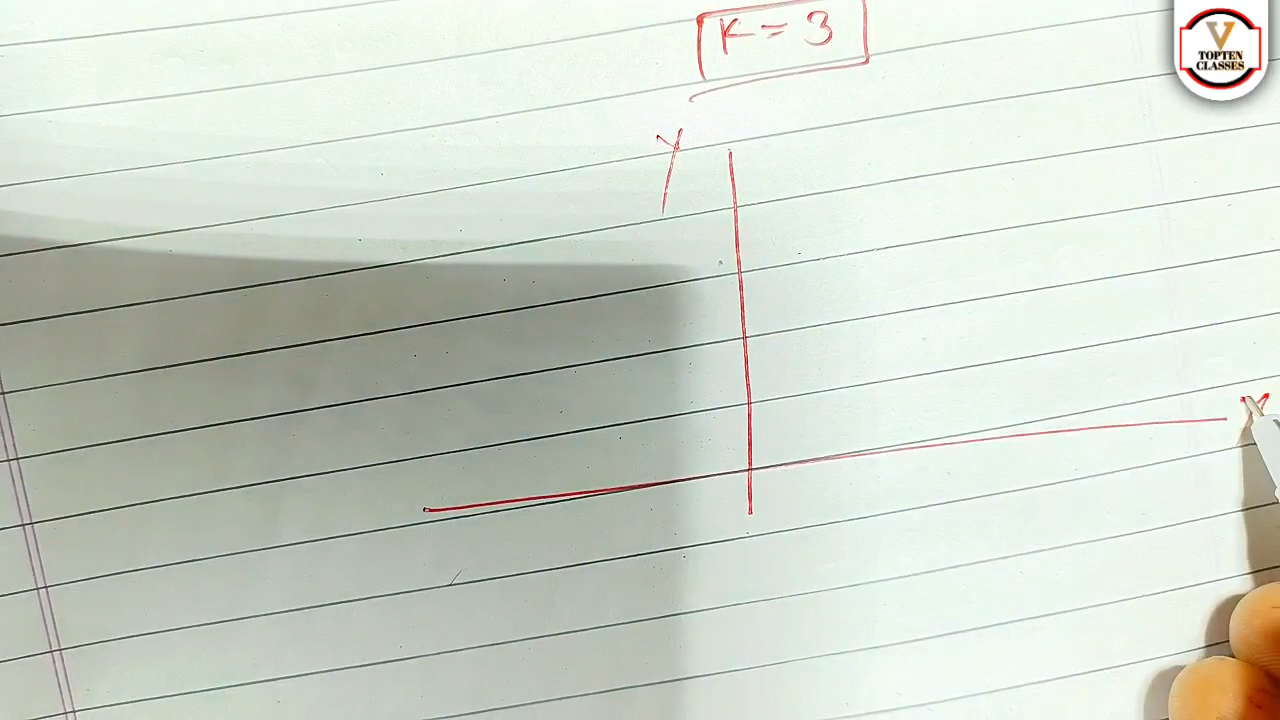 K = 3
V
TOPTEN
CLASSES
Y
X